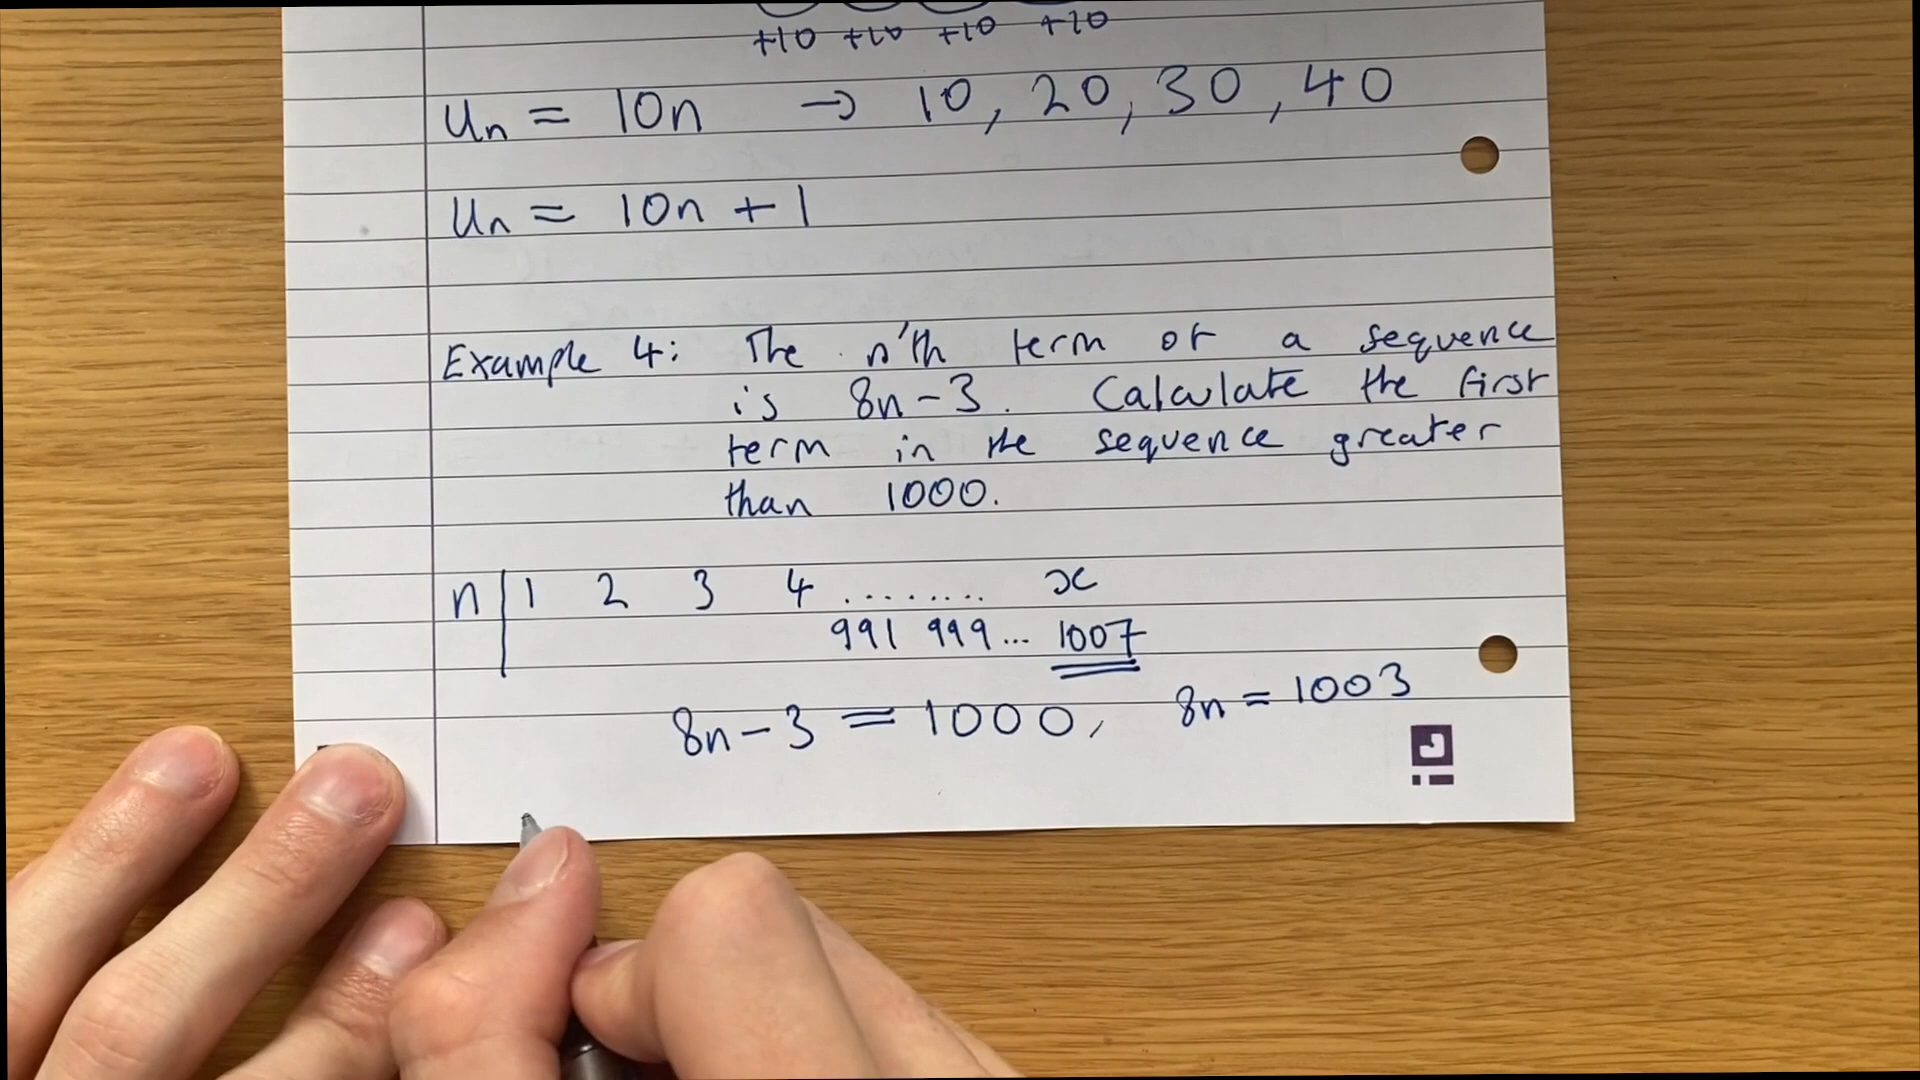 +10 +10 +10 +10
Un = 10n → 10, 20, 30, 40
Un = 10n + 1
Example 4: The n'th term of a sequence
is 8n - 3. Calculate the first
term in the sequence greater
than 1000.
n | 1 2 3 4 ........ x
991 999... 1007
8n - 3 = 1000, 8n = 1003